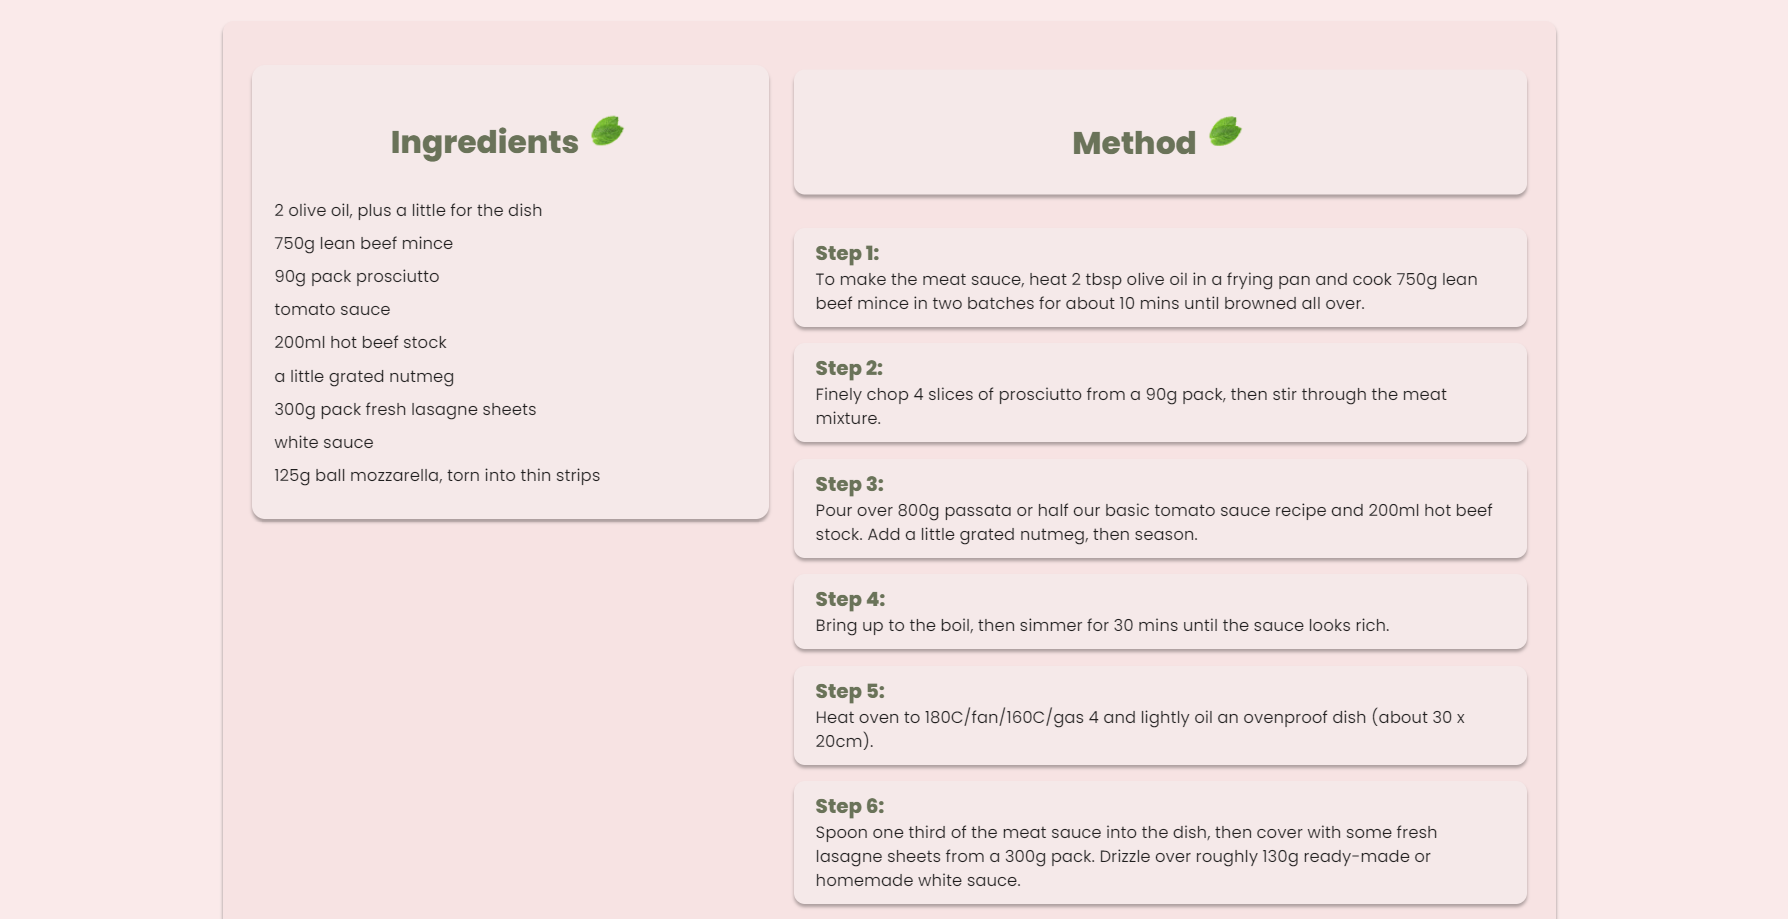 Ingredients
2 olive oil, plus a little for the dish
750g lean beef mince
90g pack prosciutto
tomato sauce
200ml hot beef stock
a little grated nutmeg
300g pack fresh lasagne sheets
white sauce
125g ball mozzarella, torn into thin strips
Method
Step 1:
To make the meat sauce, heat 2 tbsp olive oil in a frying pan and cook 750g lean
beef mince in two batches for about 10 mins until browned all over.
Step 2:
Finely chop 4 slices of prosciutto from a 90g pack, then stir through the meat
mixture.
Step 3:
Pour over 800g passata or half our basic tomato sauce recipe and 200ml hot beef
stock. Add a little grated nutmeg, then season.
Step 4:
Bring up to the boil, then simmer for 30 mins until the sauce looks rich.
Step 5:
Heat oven to 180C/fan/160C/gas 4 and lightly oil an ovenproof dish (about 30 x
20cm).
Step 6:
Spoon one third of the meat sauce into the dish, then cover with some fresh
lasagne sheets from a 300g pack. Drizzle over roughly 130g ready-made or
homemade white sauce.